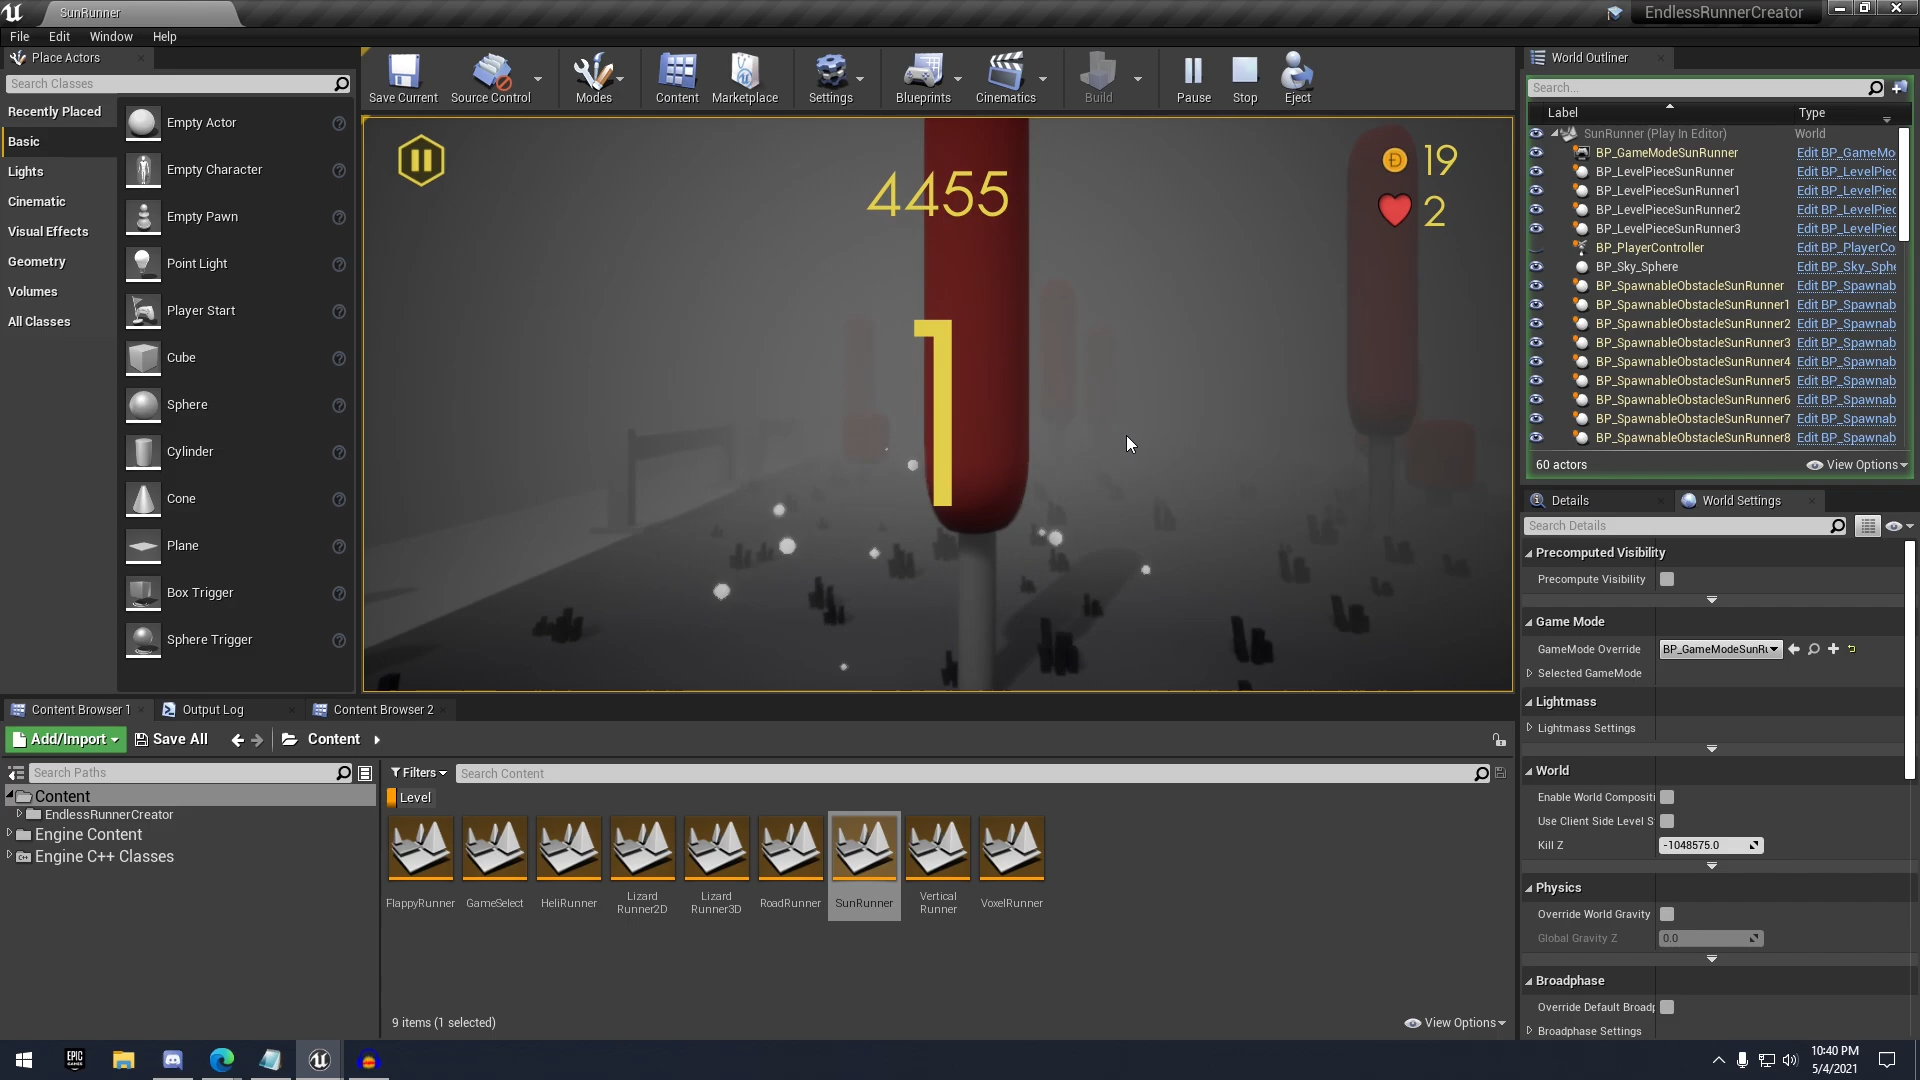 SunRunner
EndlessRunnerCreator
File Edit Window Help
Place Actors
Search Classes
Recently Placed
Basic
Lights
Cinematic
Visual Effects
Geometry
Volumes
All Classes
Empty Actor
Empty Character
Empty Pawn
Point Light
Player Start
Cube
Sphere
Cylinder
Cone
Plane
Box Trigger
Sphere Trigger
Save Current
Source Control
Modes
Content
Marketplace
Settings
Blueprints
Cinematics
Build
Pause
Stop
Eject
4455
19
2
1
World Outliner
Search...
Label Type
SunRunner (Play In Editor) World
BP_GameModeSunRunner Edit BP_GameMo
BP_LevelPieceSunRunner Edit BP_LevelPiec
BP_LevelPieceSunRunner1 Edit BP_LevelPiec
BP_LevelPieceSunRunner2 Edit BP_LevelPiec
BP_LevelPieceSunRunner3 Edit BP_LevelPiec
BP_PlayerController Edit BP_PlayerCo
BP_Sky_Sphere Edit BP_Sky_Sphe
BP_SpawnableObstacleSunRunner Edit BP_Spawnab
BP_SpawnableObstacleSunRunner1 Edit BP_Spawnab
BP_SpawnableObstacleSunRunner2 Edit BP_Spawnab
BP_SpawnableObstacleSunRunner3 Edit BP_Spawnab
BP_SpawnableObstacleSunRunner4 Edit BP_Spawnab
BP_SpawnableObstacleSunRunner5 Edit BP_Spawnab
BP_SpawnableObstacleSunRunner6 Edit BP_Spawnab
BP_SpawnableObstacleSunRunner7 Edit BP_Spawnab
BP_SpawnableObstacleSunRunner8 Edit BP_Spawnab
60 actors View Options
Details World Settings
Search Details
Precomputed Visibility
Precompute Visibility
Game Mode
GameMode Override BP_GameModeSunRu
Selected GameMode
Lightmass
Lightmass Settings
World
Enable World Compositi
Use Client Side Level S
Kill Z -1048575.0
Physics
Override World Gravity
Global Gravity Z 0.0
Broadphase
Override Default Broadp
Broadphase Settings
Content Browser 1 Output Log Content Browser 2
Add/Import Save All Content
Search Paths
Content
EndlessRunnerCreator
Engine Content
Engine C++ Classes
Filters Search Content
Level
FlappyRunner
GameSelect
HeliRunner
Lizard
Runner2D
Lizard
Runner3D
RoadRunner
SunRunner
Vertical
Runner
VoxelRunner
9 items (1 selected) View Options
EPIC
GAMES
10:40 PM
5/4/2021